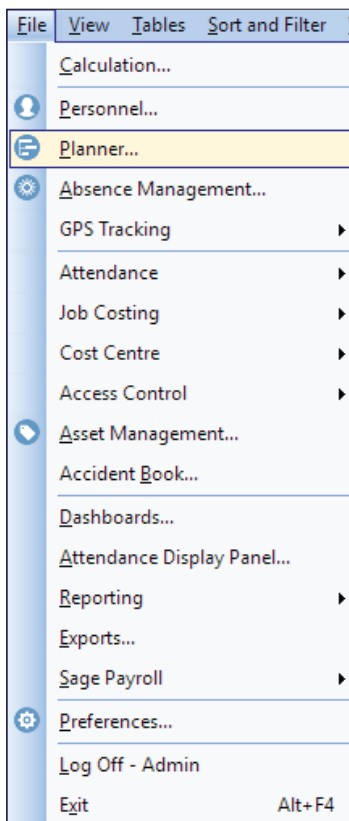 File View Tables Sort and Filter
Calculation...
Personnel...
Planner...
Absence Management...
GPS Tracking
Attendance
Job Costing
Cost Centre
Access Control
Asset Management...
Accident Book...
Dashboards...
Attendance Display Panel...
Reporting
Exports...
Sage Payroll
Preferences...
Log Off - Admin
Exit Alt+F4